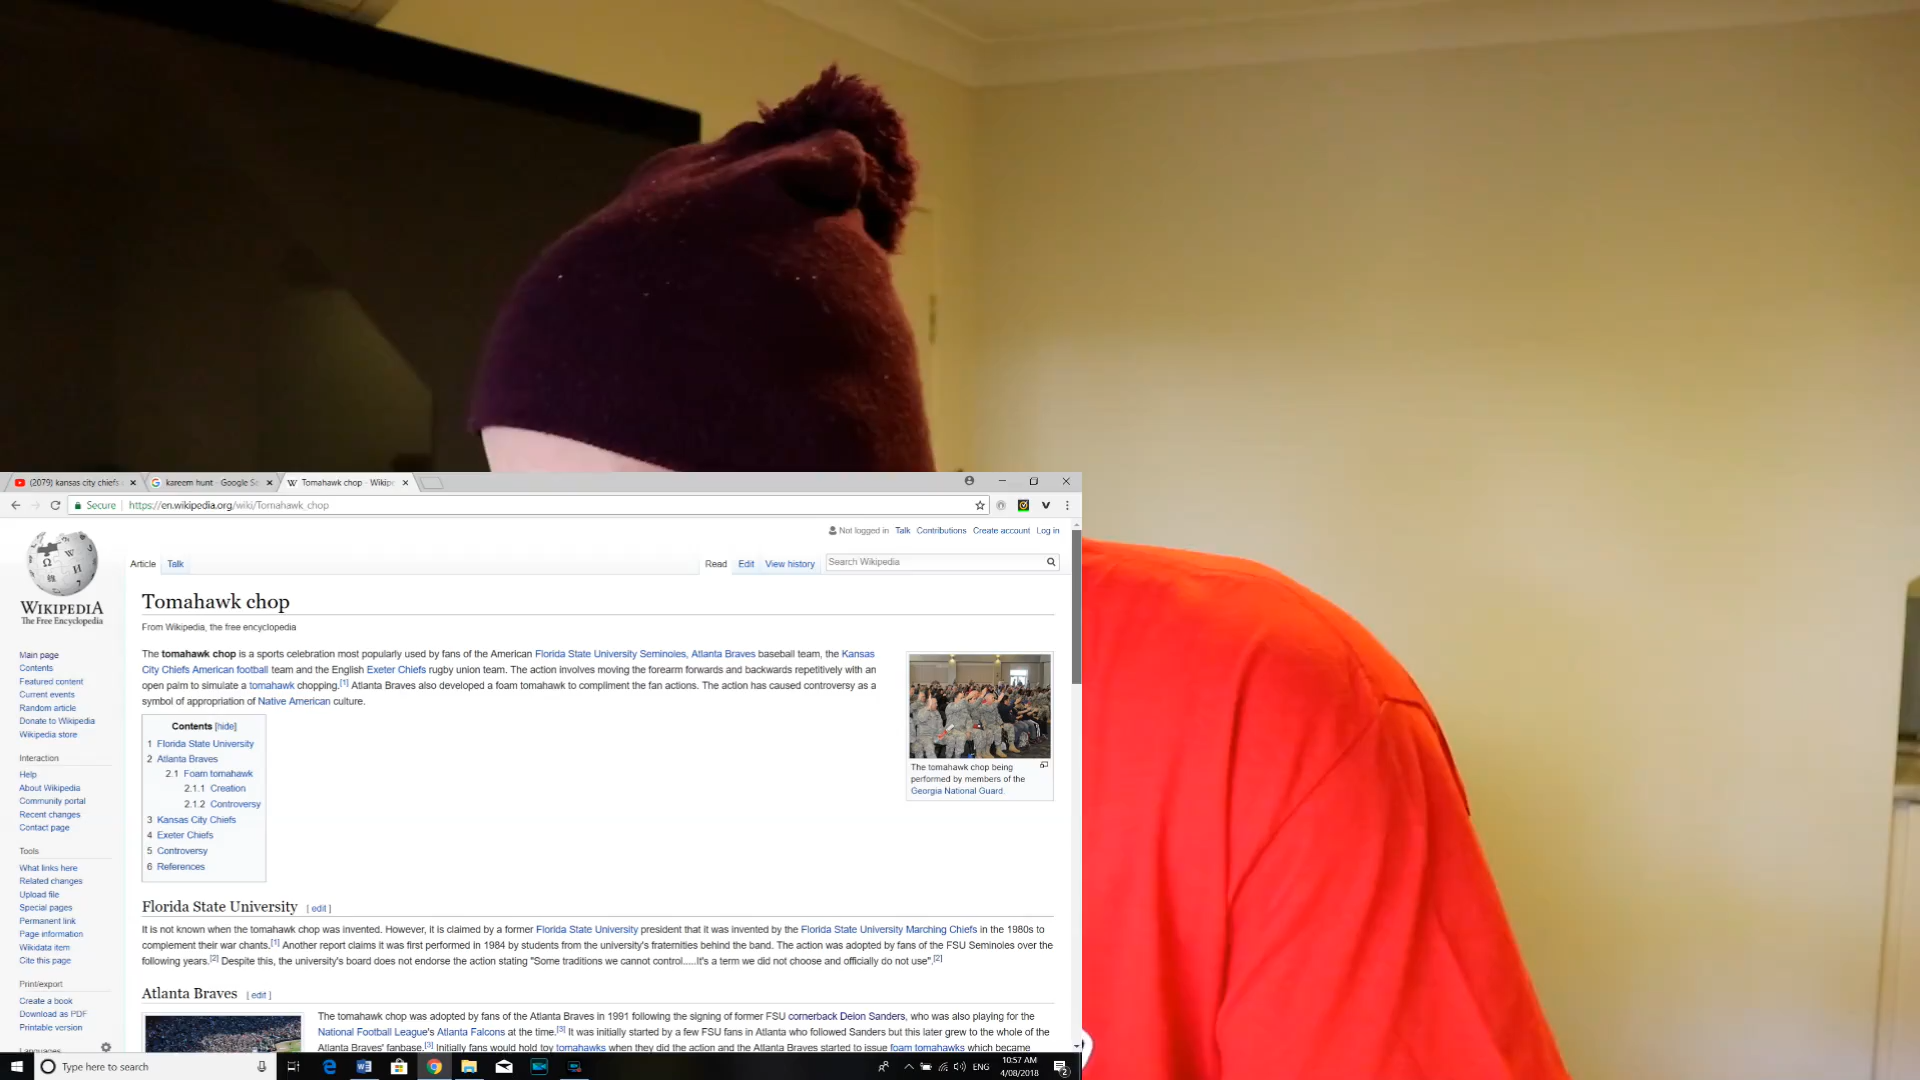 (2079) kansas city chiefs
kareem hunt - Google Se
Tomahawk chop - Wikipe
Secure https://en.wikipedia.org/wiki/Tomahawk_chop
Not logged in Talk Contributions Create account Log in
Article Talk Read Edit View history Search Wikipedia
WIKIPEDIA
The Free Encyclopedia
Main page
Contents
Featured content
Current events
Random article
Donate to Wikipedia
Wikipedia store
Interaction
Help
About Wikipedia
Community portal
Recent changes
Contact page
Tools
What links here
Related changes
Upload file
Special pages
Permanent link
Page information
Wikidata item
Cite this page
Print/export
Create a book
Download as PDF
Printable version
Languages
Tomahawk chop
From Wikipedia, the free encyclopedia
The tomahawk chop is a sports celebration most popularly used by fans of the American Florida State University Seminoles, Atlanta Braves baseball team, the Kansas
City Chiefs American football team and the English Exeter Chiefs rugby union team. The action involves moving the forearm forwards and backwards repetitively with an
open palm to simulate a tomahawk chopping.[1] Atlanta Braves also developed a foam tomahawk to compliment the fan actions. The action has caused controversy as a
symbol of appropriation of Native American culture.
The tomahawk chop being
performed by members of the
Georgia National Guard.
Contents [hide]
1 Florida State University
2 Atlanta Braves
2.1 Foam tomahawk
2.1.1 Creation
2.1.2 Controversy
3 Kansas City Chiefs
4 Exeter Chiefs
5 Controversy
6 References
Florida State University [ edit ]
It is not known when the tomahawk chop was invented. However, it is claimed by a former Florida State University president that it was invented by the Florida State University Marching Chiefs in the 1980s to
complement their war chants.[1] Another report claims it was first performed in 1984 by students from the university's fraternities behind the band. The action was adopted by fans of the FSU Seminoles over the
following years.[2] Despite this, the university's board does not endorse the action stating "Some traditions we cannot control.....It's a term we did not choose and officially do not use".[2]
Atlanta Braves [ edit ]
The tomahawk chop was adopted by fans of the Atlanta Braves in 1991 following the signing of former FSU cornerback Deion Sanders, who was also playing for the
National Football League's Atlanta Falcons at the time.[3] It was initially started by a few FSU fans in Atlanta who followed Sanders but this later grew to the whole of the
Atlanta Braves' fanbase.[3] Initially fans would hold toy tomahawks when they did the action and the Atlanta Braves started to issue foam tomahawks which became
Type here to search
ENG
10:57 AM
4/08/2018
2